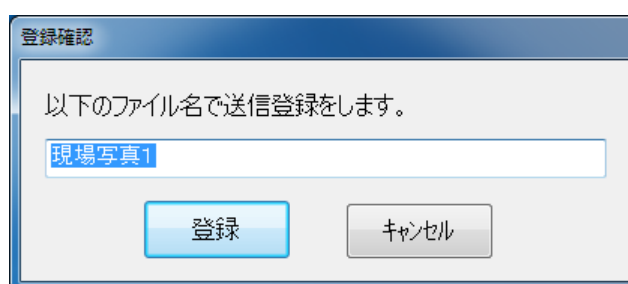 登録確認
以下のファイル名で送信登録をします。
現場写真1
登録
キャンセル